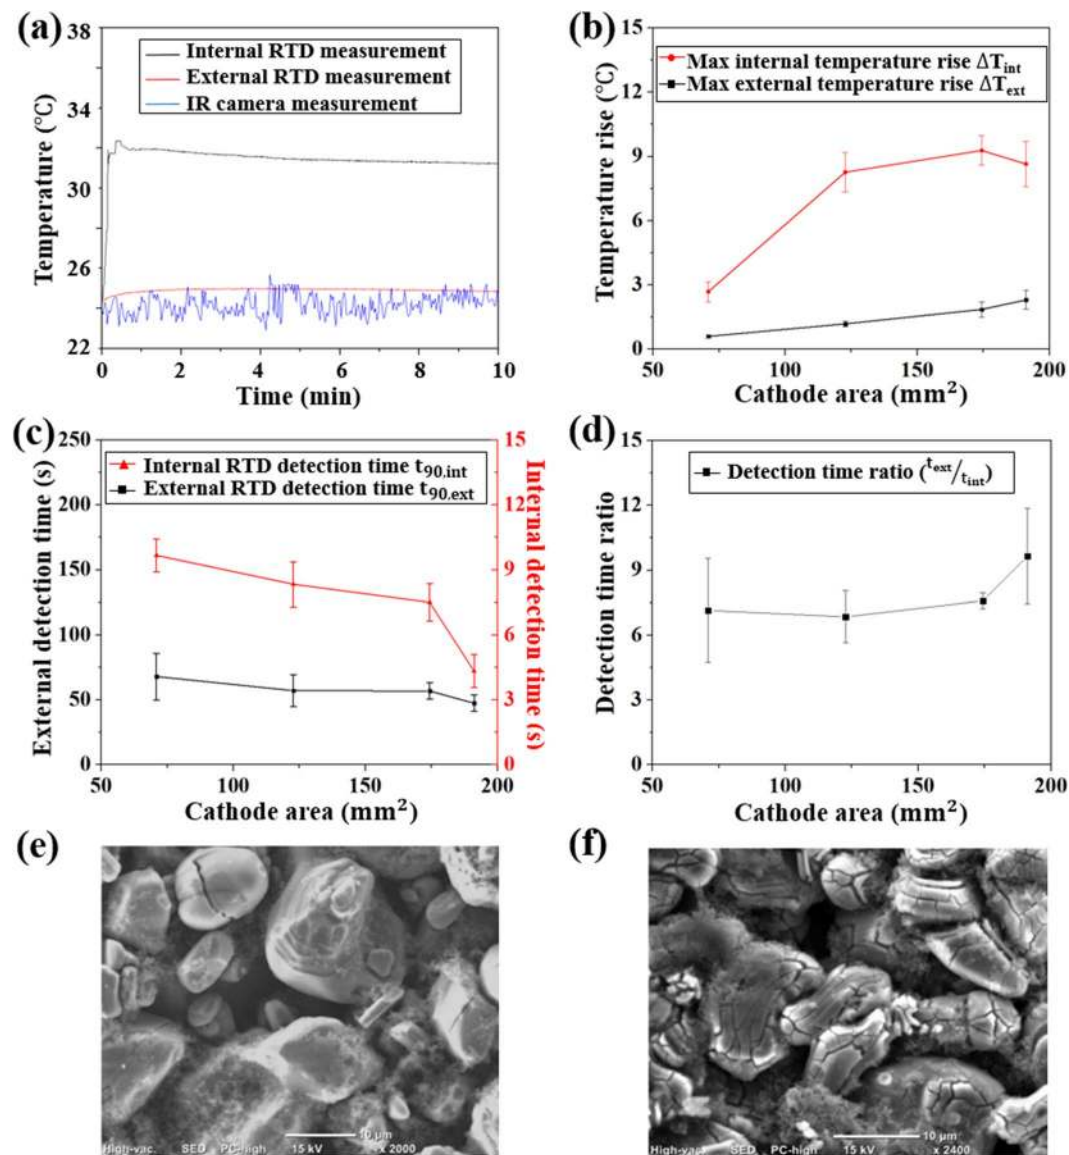 (a)
38
34
30
26
22
Temperature (°C)
Internal RTD measurement
External RTD measurement
IR camera measurement
0 2 4 6 8 10
Time (min)
(b)
15
12
9
6
3
0
Temperature rise (°C)
Max internal temperature rise ΔTint
Max external temperature rise ΔText
50 100 150 200
Cathode area (mm²)
(c)
250
200
150
100
50
0
External detection time (s)
Internal RTD detection time t90,int
External RTD detection time t90,ext
15
12
9
6
3
0
Internal detection time (s)
50 100 150 200
Cathode area (mm²)
(d)
15
12
9
6
3
0
Detection time ratio
Detection time ratio (text/tint)
50 100 150 200
Cathode area (mm²)
(e)
10 μm
High-vac. SED PC-high 15 kV x 2000
(f)
10 μm
High-vac. SED PC-high 15 kV x 2400